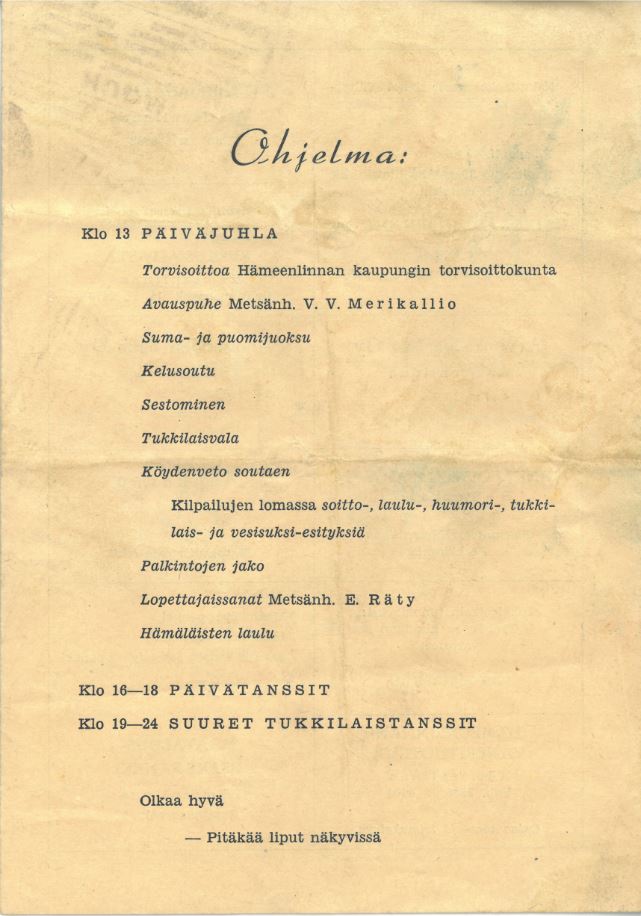 Ohjelma:
Klo 13 PÄIVÄJUHLA
Torvisoittoa Hämeenlinnan kaupungin torvisoittokunta
Avauspuhe Metsänh. V. V. Merikallio
Suma- ja puomijuoksu
Kelusoutu
Sestominen
Tukkilaisvala
Köydenveto soutaen
Kilpailujen lomassa soitto-, laulu-, huumori-, tukki-
lais- ja vesisuksi-esityksiä
Palkintojen jako
Lopettajaissanat Metsänh. E. Räty
Hämäläisten laulu
Klo 16—18 PÄIVÄTANSSIT
Klo 19—24 SUURET TUKKILAISTANSSIT
Olkaa hyvä
— Pitäkää liput näkyvissä